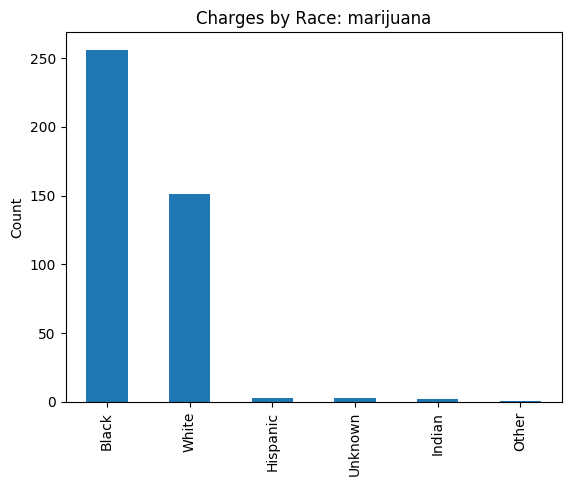 Charges by Race: marijuana
Count
250
200
150
100
50
0
Black
White
Hispanic
Unknown
Indian
Other